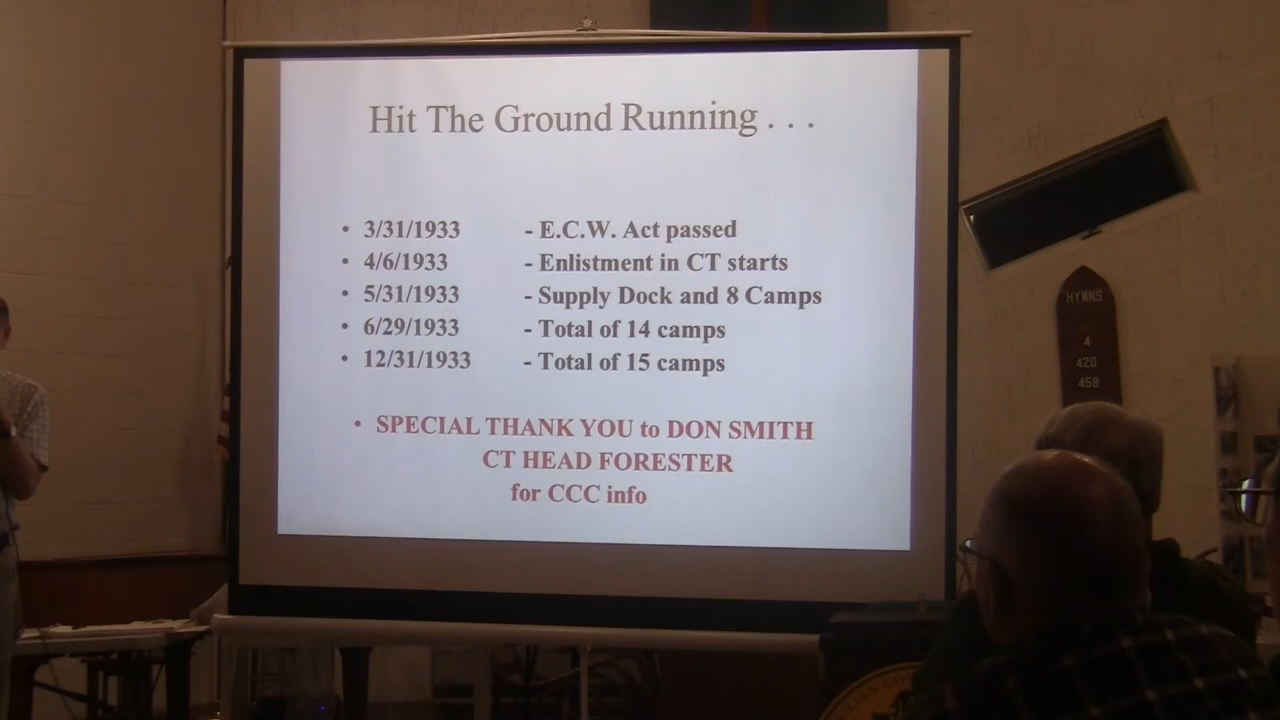 Hit The Ground Running . . .
• 3/31/1933 - E.C.W. Act passed
• 4/6/1933 - Enlistment in CT starts
• 5/31/1933 - Supply Dock and 8 Camps
• 6/29/1933 - Total of 14 camps
• 12/31/1933 - Total of 15 camps
• SPECIAL THANK YOU to DON SMITH
CT HEAD FORESTER
for CCC info
HYMNS
4
420
458